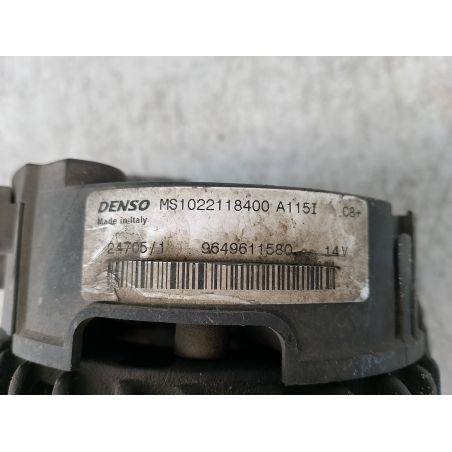 DENSO MS1022118400 A115I C8+
Made in Italy
24705/1 9649611580 14V